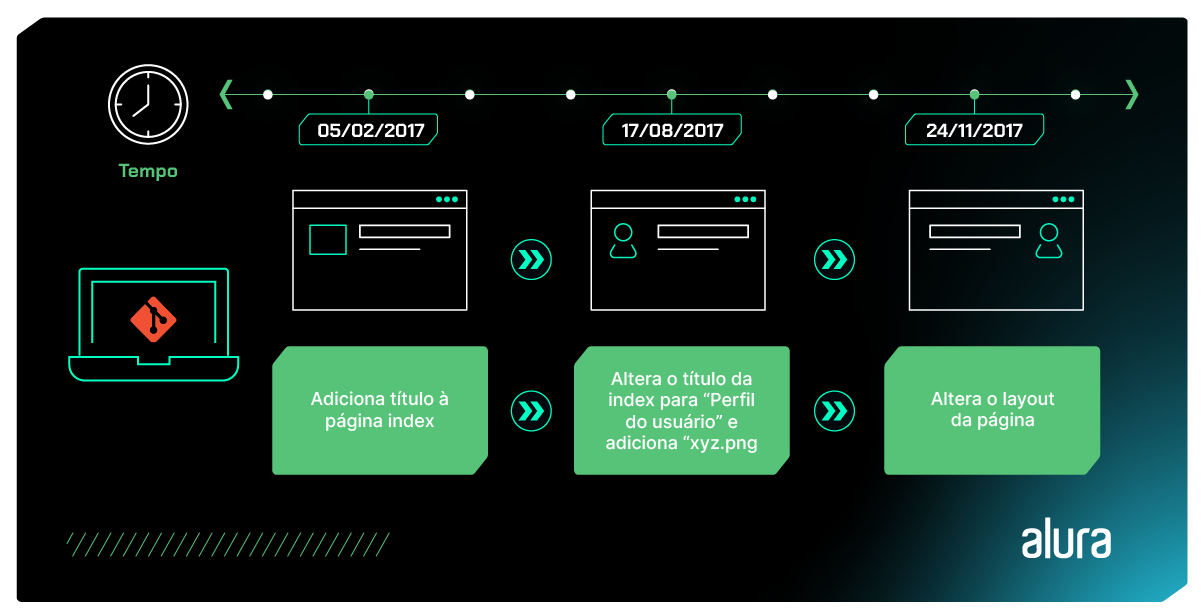 05/02/2017
17/08/2017
24/11/2017
Tempo
Adiciona título à
página index
Altera o título da
index para “Perfil
do usuário” e
adiciona “xyz.png
Altera o layout
da página
alura